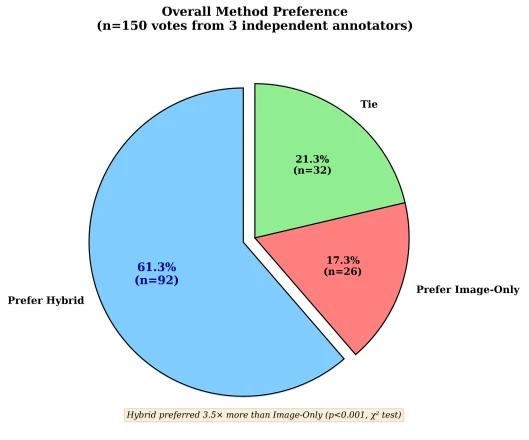 Overall Method Preference
(n=150 votes from 3 independent annotators)
Tie
21.3%
(n=32)
17.3%
(n=26)
Prefer Image-Only
61.3%
(n=92)
Prefer Hybrid
Hybrid preferred 3.5× more than Image-Only (p<0.001, χ² test)